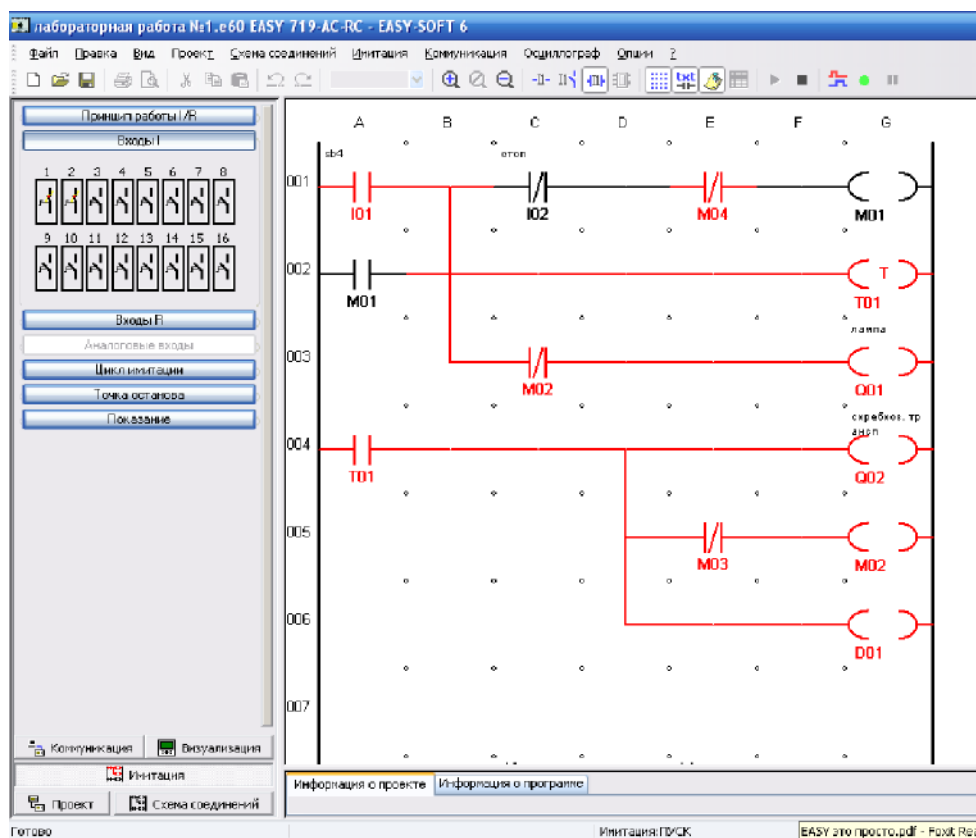 лабораторная работа №1.e60 EASY 719-AC-RC - EASY-SOFT 6
Файл Правка Вид Проект Схема соединений Имитация Коммуникация Осциллограф Опции ?
txt
Принцип работы I/R
Входы I
1 2 3 4 5 6 7 8
9 10 11 12 13 14 15 16
Входы R
Аналоговые входы
Цикл имитации
Точка останова
Показание
A B C D E F G
sb4 стоп
001
I01 I02 M04 M01
002
T
M01 T01
лампа
003
M02 Q01
скребков. тр
ансп
004
T01 Q02
005
M03 M02
006
D01
007
Коммуникация Визуализация
Имитация
Проект Схема соединений
Информация о проекте Информация о программе
Готово Имитация:ПУСК EASY это просто.pdf - Foxit Rea